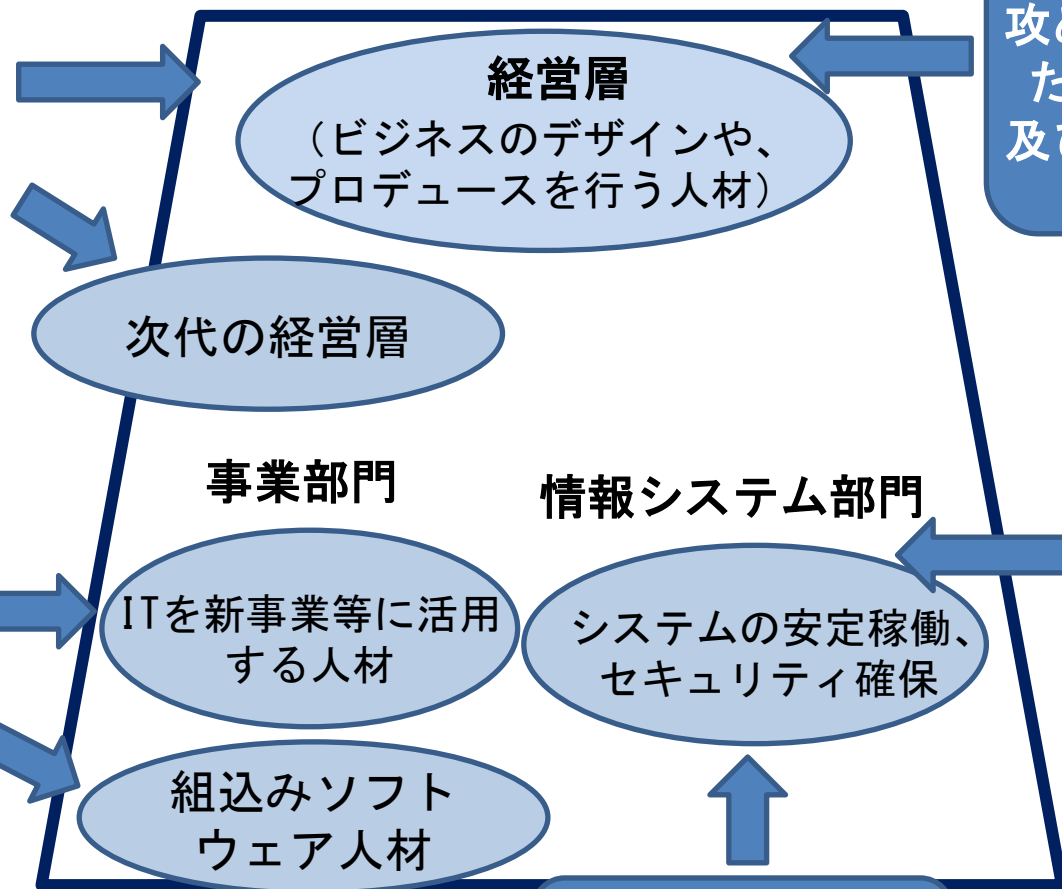 経営層
（ビジネスのデザインや、
プロデュースを行う人材）
攻
た
及
次代の経営層
事業部門
情報システム部門
ITを新事業等に活用
する人材
システムの安定稼働、
セキュリティ確保
組込みソフト
ウェア人材